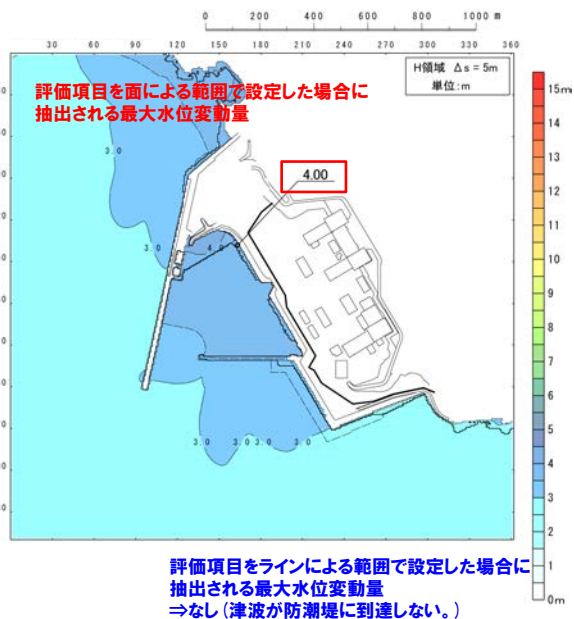 0 200 400 600 800 1000 m
30 60 90 120 150 180 210 240 270 300 330 360
H領域 Δs = 5m
単位:m
評価項目を面による範囲で設定した場合に
抽出される最大水位変動量
4.00
3.0
3.0
4.0
3.0
3.0 3.0
3.0
15m
14
13
12
11
10
9
8
7
6
5
4
3
2
1
0m
評価項目をラインによる範囲で設定した場合に
抽出される最大水位変動量
⇒なし(津波が防潮堤に到達しない。)